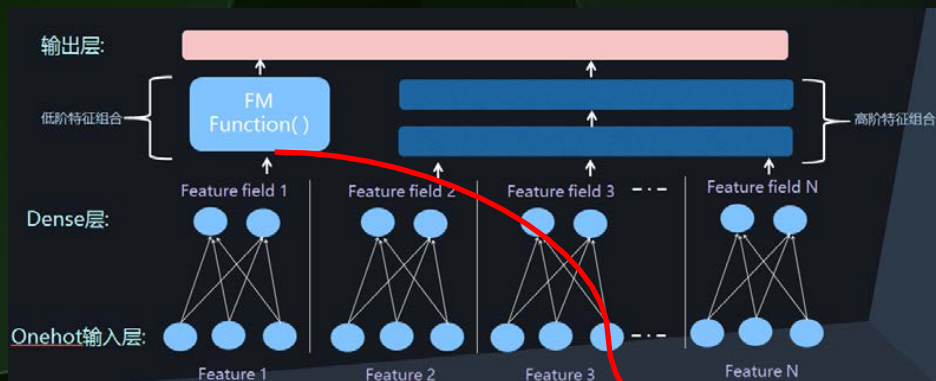 输出层:
FM
Function( )
低阶特征组合
高阶特征组合
Feature field 1
Feature field 2
Feature field 3
Feature field N
Dense层:
Onehot输入层:
Feature 1
Feature 2
Feature 3
Feature N